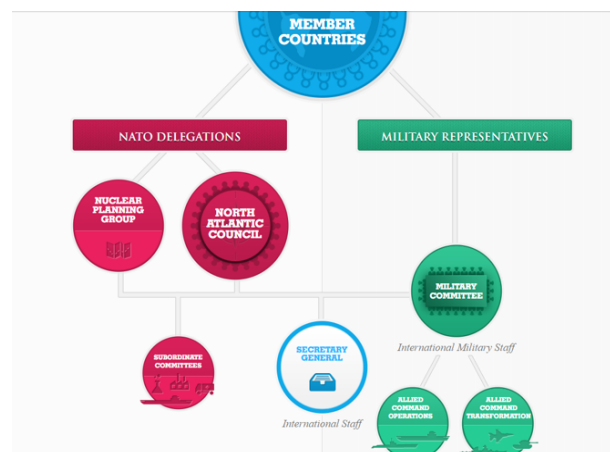 MEMBER
COUNTRIES
NATO DELEGATIONS
MILITARY REPRESENTATIVES
NUCLEAR
PLANNING
GROUP
NORTH
ATLANTIC
COUNCIL
MILITARY
COMMITTEE
International Military Staff
SUBORDINATE
COMMITTEES
SECRETARY
GENERAL
International Staff
ALLIED
COMMAND
OPERATIONS
ALLIED
COMMAND
TRANSFORMATION